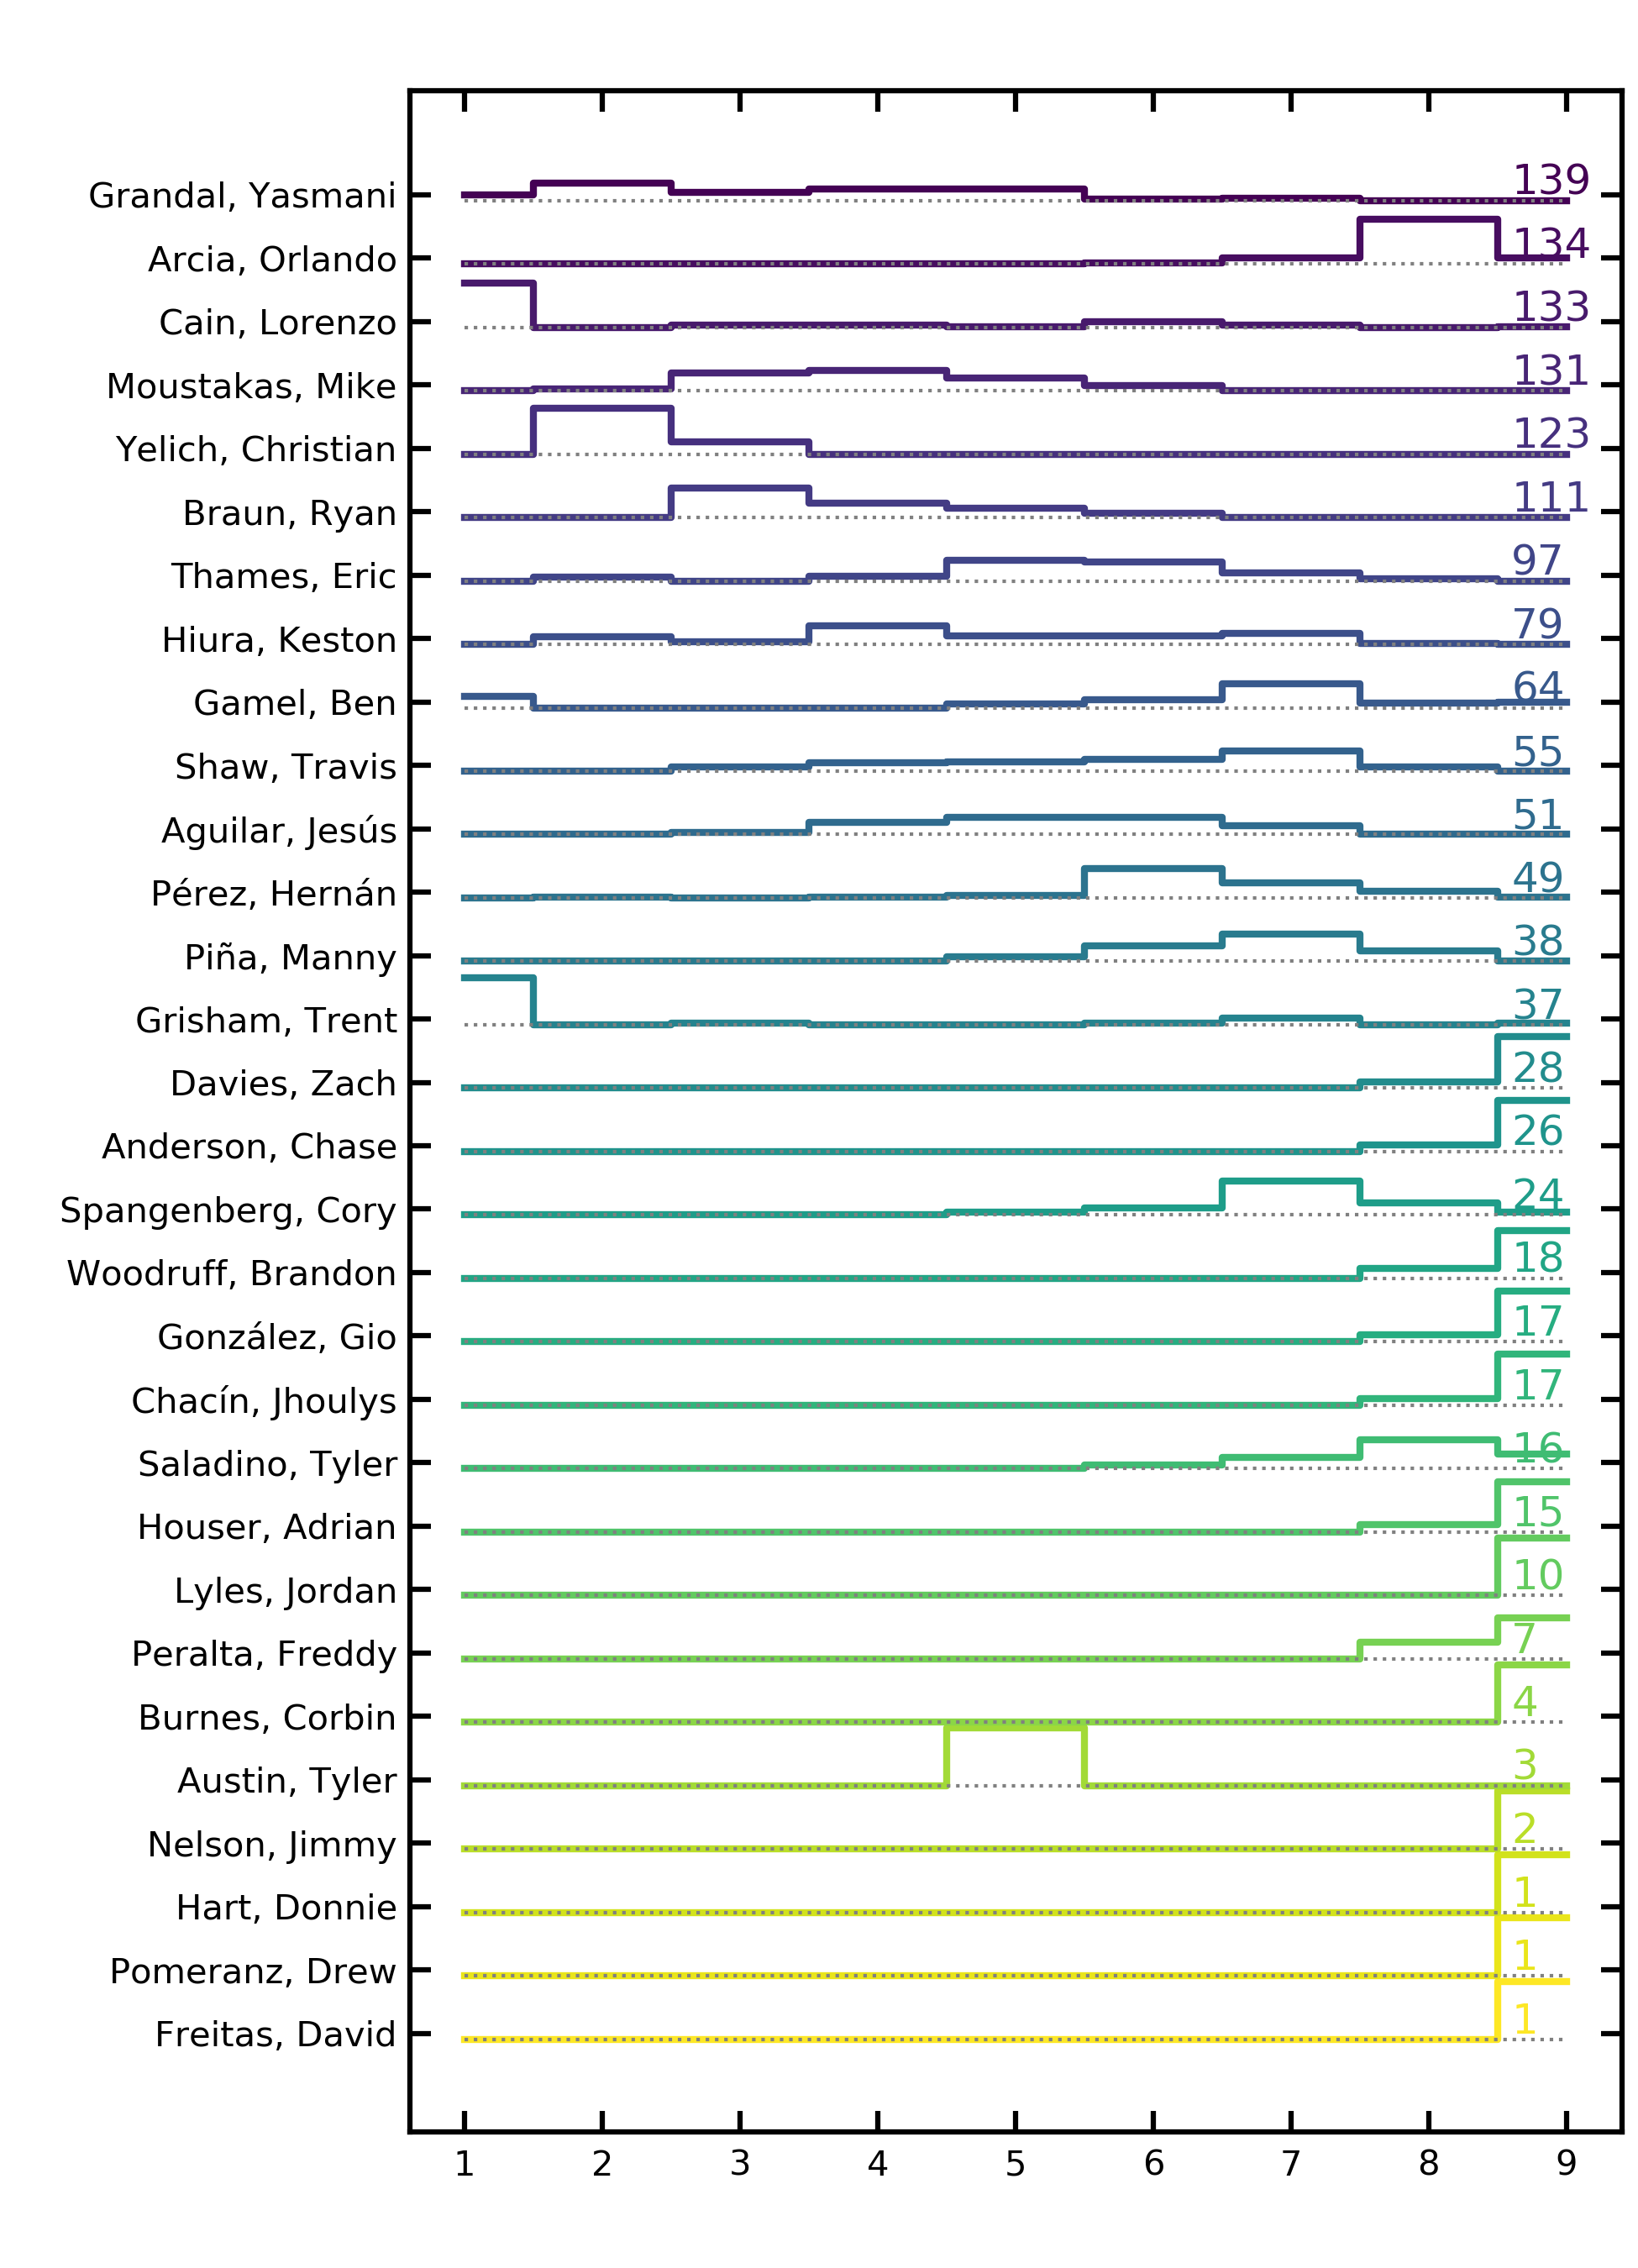 Grandal, Yasmani 139
Arcia, Orlando 134
Cain, Lorenzo 133
Moustakas, Mike 131
Yelich, Christian 123
Braun, Ryan 111
Thames, Eric 97
Hiura, Keston 79
Gamel, Ben 64
Shaw, Travis 55
Aguilar, Jesús 51
Pérez, Hernán 49
Piña, Manny 38
Grisham, Trent 37
Davies, Zach 28
Anderson, Chase 26
Spangenberg, Cory 24
Woodruff, Brandon 18
González, Gio 17
Chacín, Jhoulys 17
Saladino, Tyler 16
Houser, Adrian 15
Lyles, Jordan 10
Peralta, Freddy 7
Burnes, Corbin 4
Austin, Tyler 3
Nelson, Jimmy 2
Hart, Donnie 1
Pomeranz, Drew 1
Freitas, David 1
1 2 3 4 5 6 7 8 9